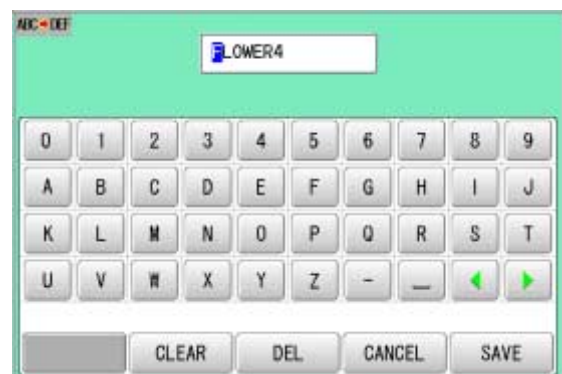 ABC→DEF
FLOWER4
0 1 2 3 4 5 6 7 8 9
A B C D E F G H I J
K L M N O P Q R S T
U V W X Y Z - _
CLEAR DEL CANCEL SAVE